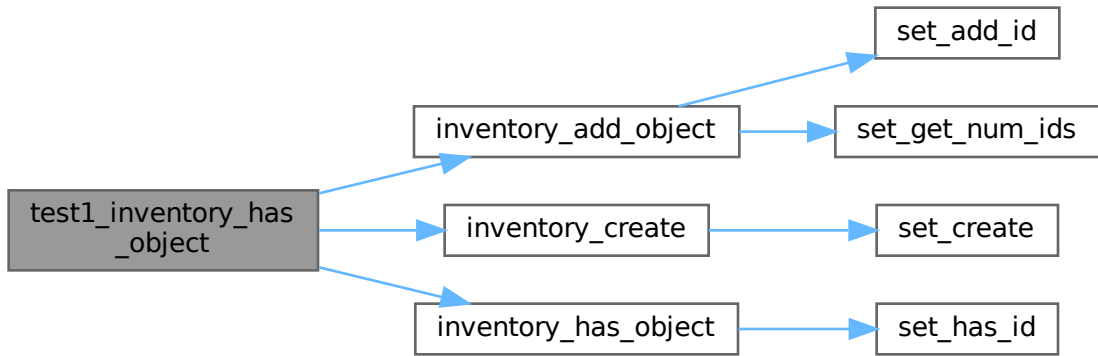 test1_inventory_has
_object
inventory_add_object
set_add_id
set_get_num_ids
inventory_create
set_create
inventory_has_object
set_has_id